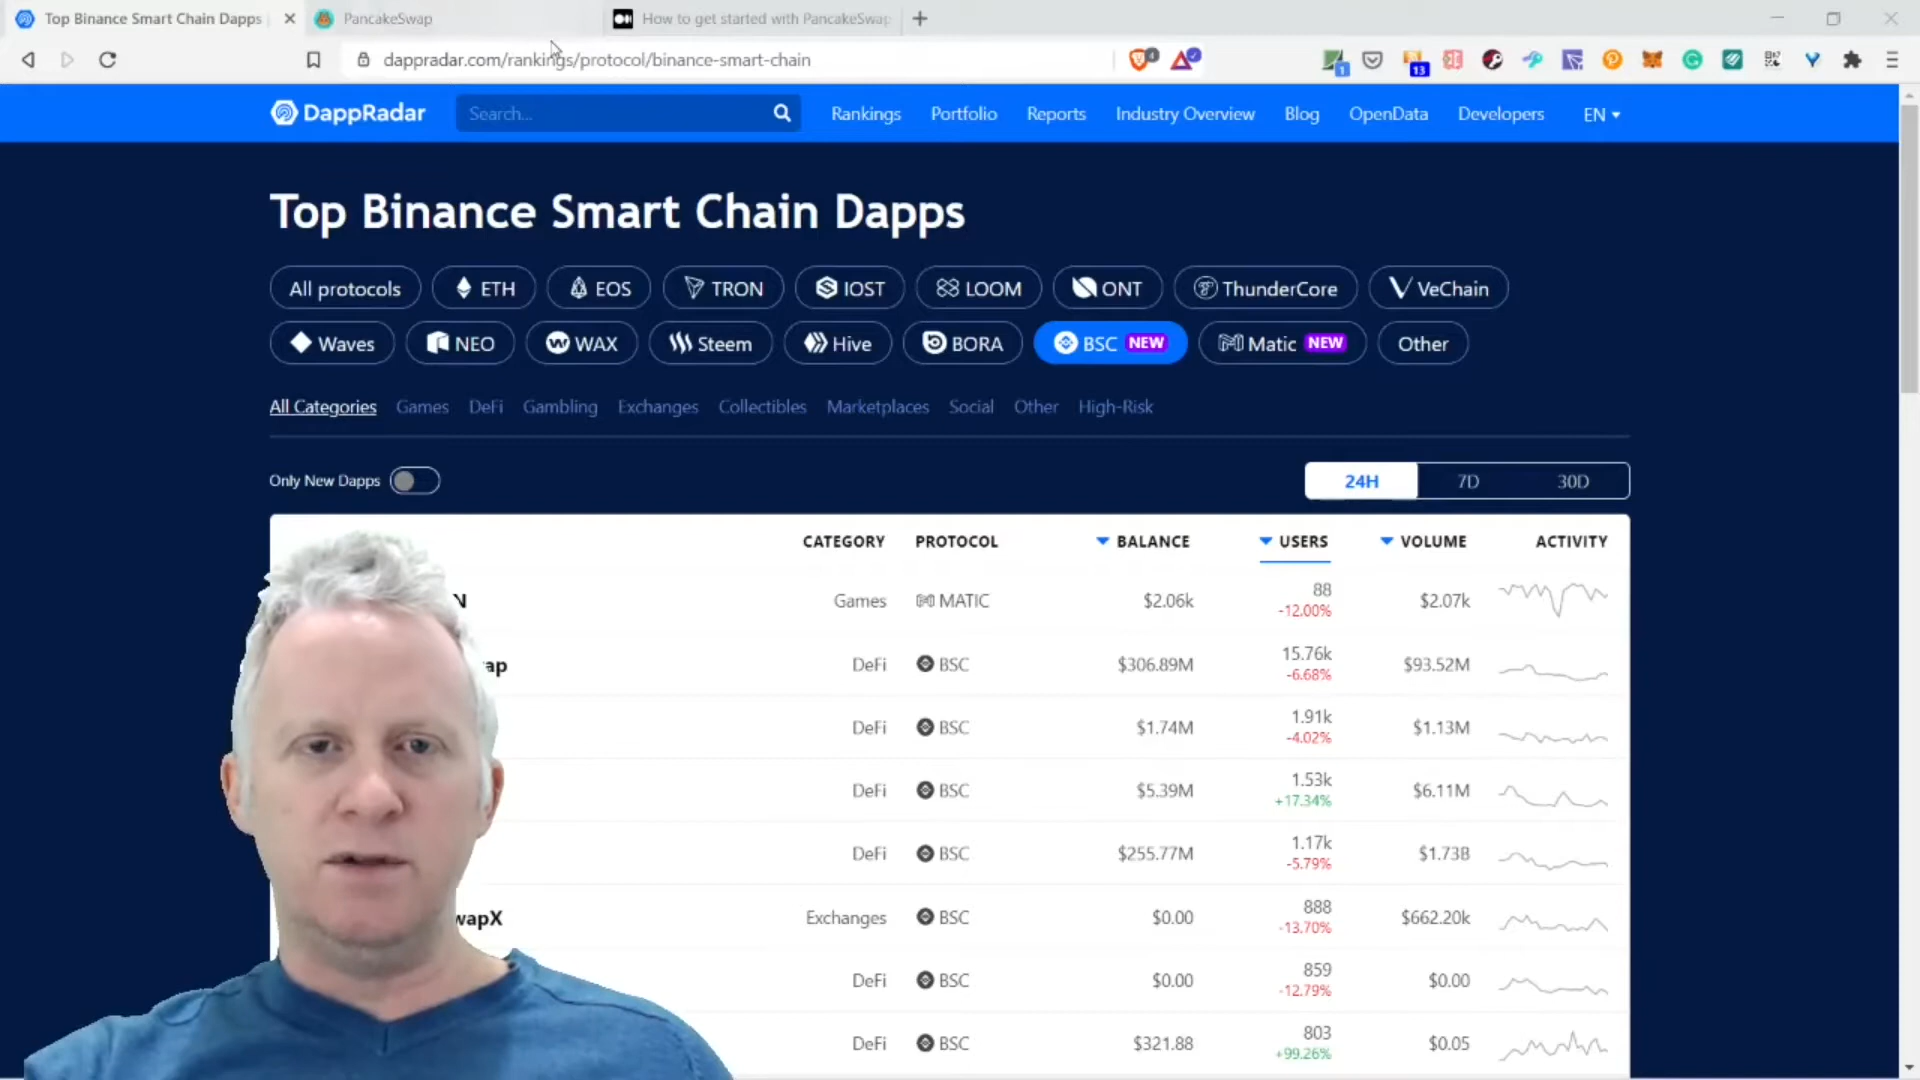 Top Binance Smart Chain Dapps
PancakeSwap
How to get started with PancakeSwap
dappradar.com/rankings/protocol/binance-smart-chain
4
1
13
DappRadar
Search...
Rankings
Portfolio
Reports
Industry Overview
Blog
OpenData
Developers
EN
Top Binance Smart Chain Dapps
All protocols
ETH
EOS
TRON
IOST
LOOM
ONT
ThunderCore
VeChain
Waves
NEO
WAX
Steem
Hive
BORA
BSC NEW
Matic NEW
Other
All Categories
Games
DeFi
Gambling
Exchanges
Collectibles
Marketplaces
Social
Other
High-Risk
Only New Dapps
24H
7D
30D
CATEGORY PROTOCOL BALANCE USERS VOLUME ACTIVITY
N Games MATIC $2.06k 88 $2.07k
-12.00%
ap DeFi BSC $306.89M 15.76k $93.52M
-6.68%
DeFi BSC $1.74M 1.91k $1.13M
-4.02%
DeFi BSC $5.39M 1.53k $6.11M
+17.34%
DeFi BSC $255.77M 1.17k $1.73B
-5.79%
wapX Exchanges BSC $0.00 888 $662.20k
-13.70%
DeFi BSC $0.00 859 $0.00
-12.79%
DeFi BSC $321.88 803 $0.05
+99.26%